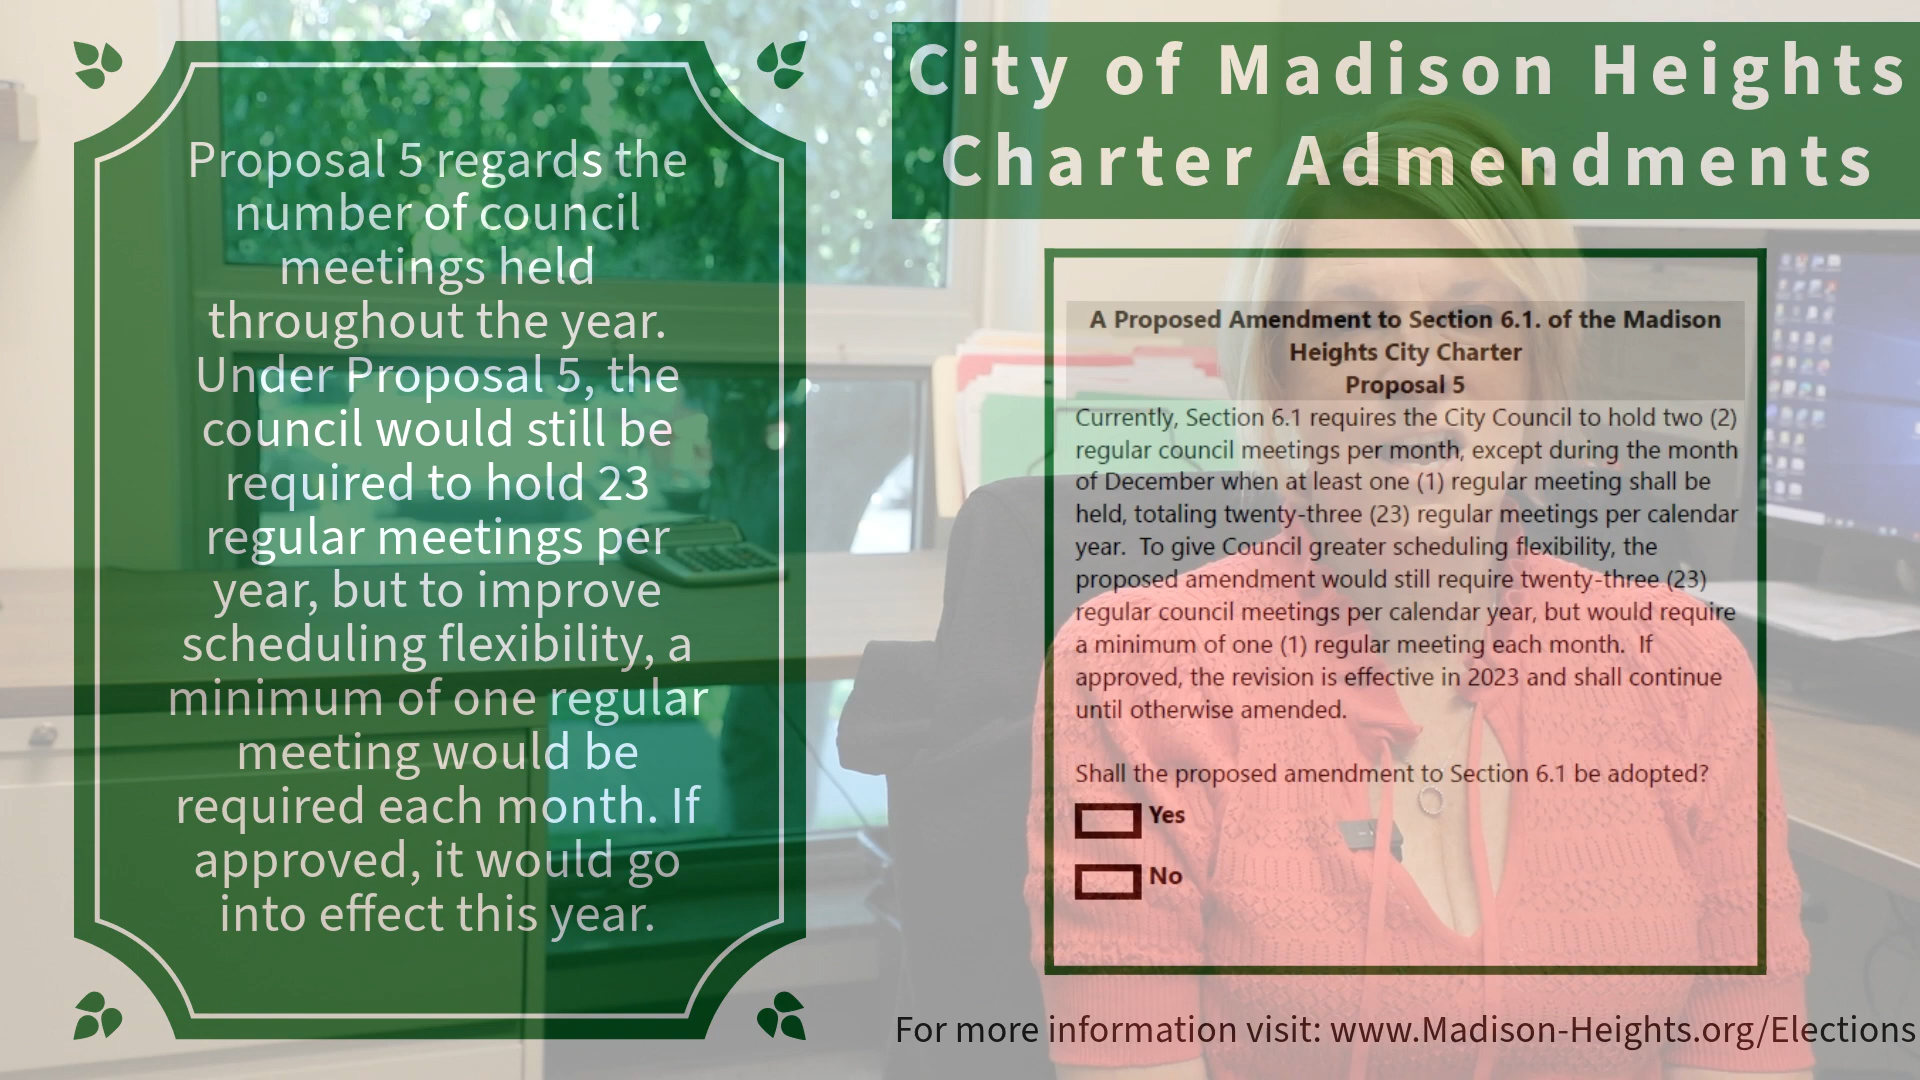 City of Madison Heights
Charter Admendments
Proposal 5 regards the
number of council
meetings held
throughout the year.
Under Proposal 5, the
council would still be
required to hold 23
regular meetings per
year, but to improve
scheduling flexibility, a
minimum of one regular
meeting would be
required each month. If
approved, it would go
into effect this year.
A Proposed Amendment to Section 6.1. of the Madison
Heights City Charter
Proposal 5
Currently, Section 6.1 requires the City Council to hold two (2)
regular council meetings per month, except during the month
of December when at least one (1) regular meeting shall be
held, totaling twenty-three (23) regular meetings per calendar
year.  To give Council greater scheduling flexibility, the
proposed amendment would still require twenty-three (23)
regular council meetings per calendar year, but would require
a minimum of one (1) regular meeting each month.  If
approved, the revision is effective in 2023 and shall continue
until otherwise amended.
Shall the proposed amendment to Section 6.1 be adopted?
Yes
No
For more information visit: www.Madison-Heights.org/Elections